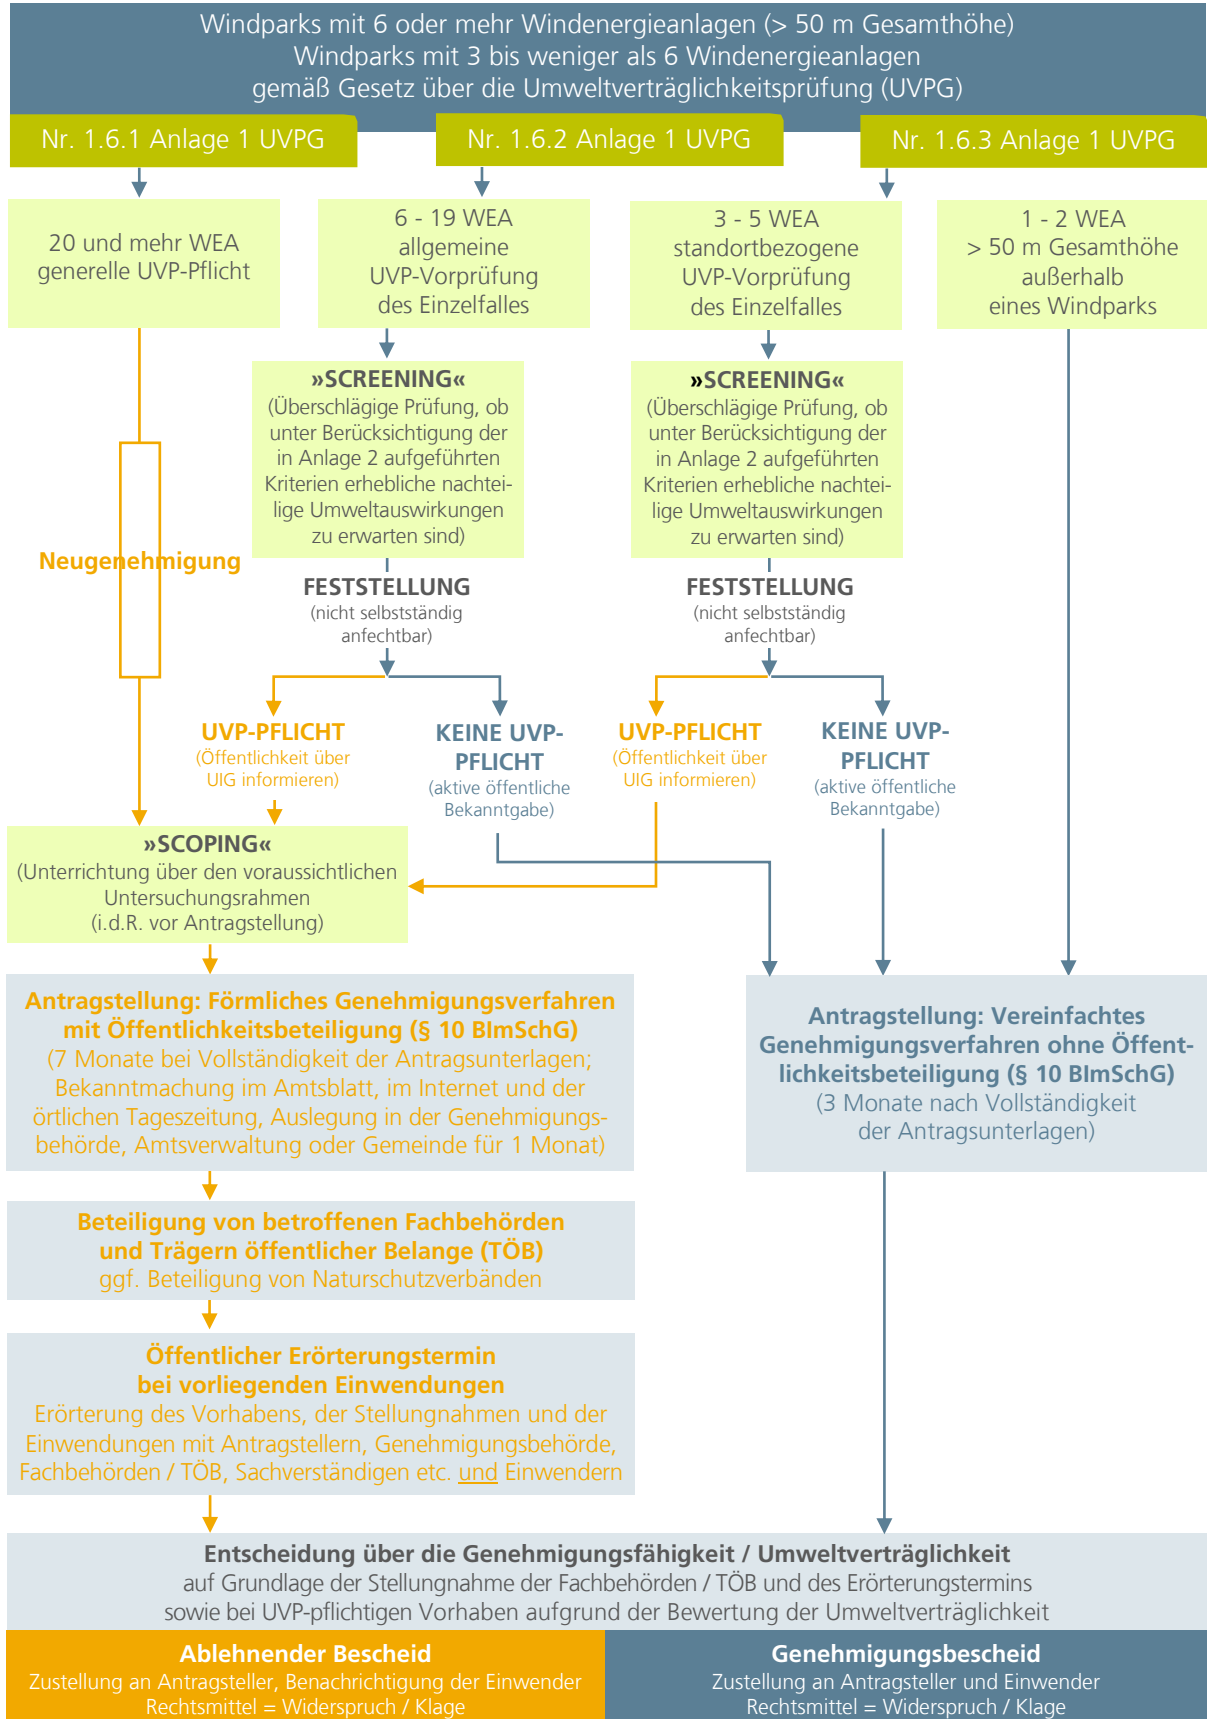 Windparks mit 6 oder mehr Windenergieanlagen (> 50 m Gesamthöhe)
Windparks mit 3 bis weniger als 6 Windenergieanlagen
gemäß Gesetz über die Umweltverträglichkeitsprüfung (UVPG)
Nr. 1.6.1 Anlage 1 UVPG
Nr. 1.6.2 Anlage 1 UVPG
Nr. 1.6.3 Anlage 1 UVPG
20 und mehr WEA
generelle UVP-Pflicht
6 - 19 WEA
allgemeine
UVP-Vorprüfung
des Einzelfalles
3 - 5 WEA
standortbezogene
UVP-Vorprüfung
des Einzelfalles
1 - 2 WEA
> 50 m Gesamthöhe
außerhalb
eines Windparks
»SCREENING«
(Überschlägige Prüfung, ob
unter Berücksichtigung der
in Anlage 2 aufgeführten
Kriterien erhebliche nachtei-
lige Umweltauswirkungen
zu erwarten sind)
»SCREENING«
(Überschlägige Prüfung, ob
unter Berücksichtigung der
in Anlage 2 aufgeführten
Kriterien erhebliche nachtei-
lige Umweltauswirkungen
zu erwarten sind)
Neugenehmigung
FESTSTELLUNG
(nicht selbstständig
anfechtbar)
FESTSTELLUNG
(nicht selbstständig
anfechtbar)
UVP-PFLICHT
(Öffentlichkeit über
UIG informieren)
KEINE UVP-
PFLICHT
(aktive öffentliche
Bekanntgabe)
UVP-PFLICHT
(Öffentlichkeit über
UIG informieren)
KEINE UVP-
PFLICHT
(aktive öffentliche
Bekanntgabe)
»SCOPING«
(Unterrichtung über den voraussichtlichen
Untersuchungsrahmen
(i.d.R. vor Antragstellung)
Antragstellung: Förmliches Genehmigungsverfahren
mit Öffentlichkeitsbeteiligung (§ 10 BImSchG)
(7 Monate bei Vollständigkeit der Antragsunterlagen;
Bekanntmachung im Amtsblatt, im Internet und der
örtlichen Tageszeitung, Auslegung in der Genehmigungs-
behörde, Amtsverwaltung oder Gemeinde für 1 Monat)
Antragstellung: Vereinfachtes
Genehmigungsverfahren ohne Öffent-
lichkeitsbeteiligung (§ 10 BImSchG)
(3 Monate nach Vollständigkeit
der Antragsunterlagen)
Beteiligung von betroffenen Fachbehörden
und Trägern öffentlicher Belange (TÖB)
ggf. Beteiligung von Naturschutzverbänden
Öffentlicher Erörterungstermin
bei vorliegenden Einwendungen
Erörterung des Vorhabens, der Stellungnahmen und der
Einwendungen mit Antragstellern, Genehmigungsbehörde,
Fachbehörden / TÖB, Sachverständigen etc. und Einwendern
Entscheidung über die Genehmigungsfähigkeit / Umweltverträglichkeit
auf Grundlage der Stellungnahme der Fachbehörden / TÖB und des Erörterungstermins
sowie bei UVP-pflichtigen Vorhaben aufgrund der Bewertung der Umweltverträglichkeit
Ablehnender Bescheid
Zustellung an Antragsteller, Benachrichtigung der Einwender
Rechtsmittel = Widerspruch / Klage
Genehmigungsbescheid
Zustellung an Antragsteller und Einwender
Rechtsmittel = Widerspruch / Klage